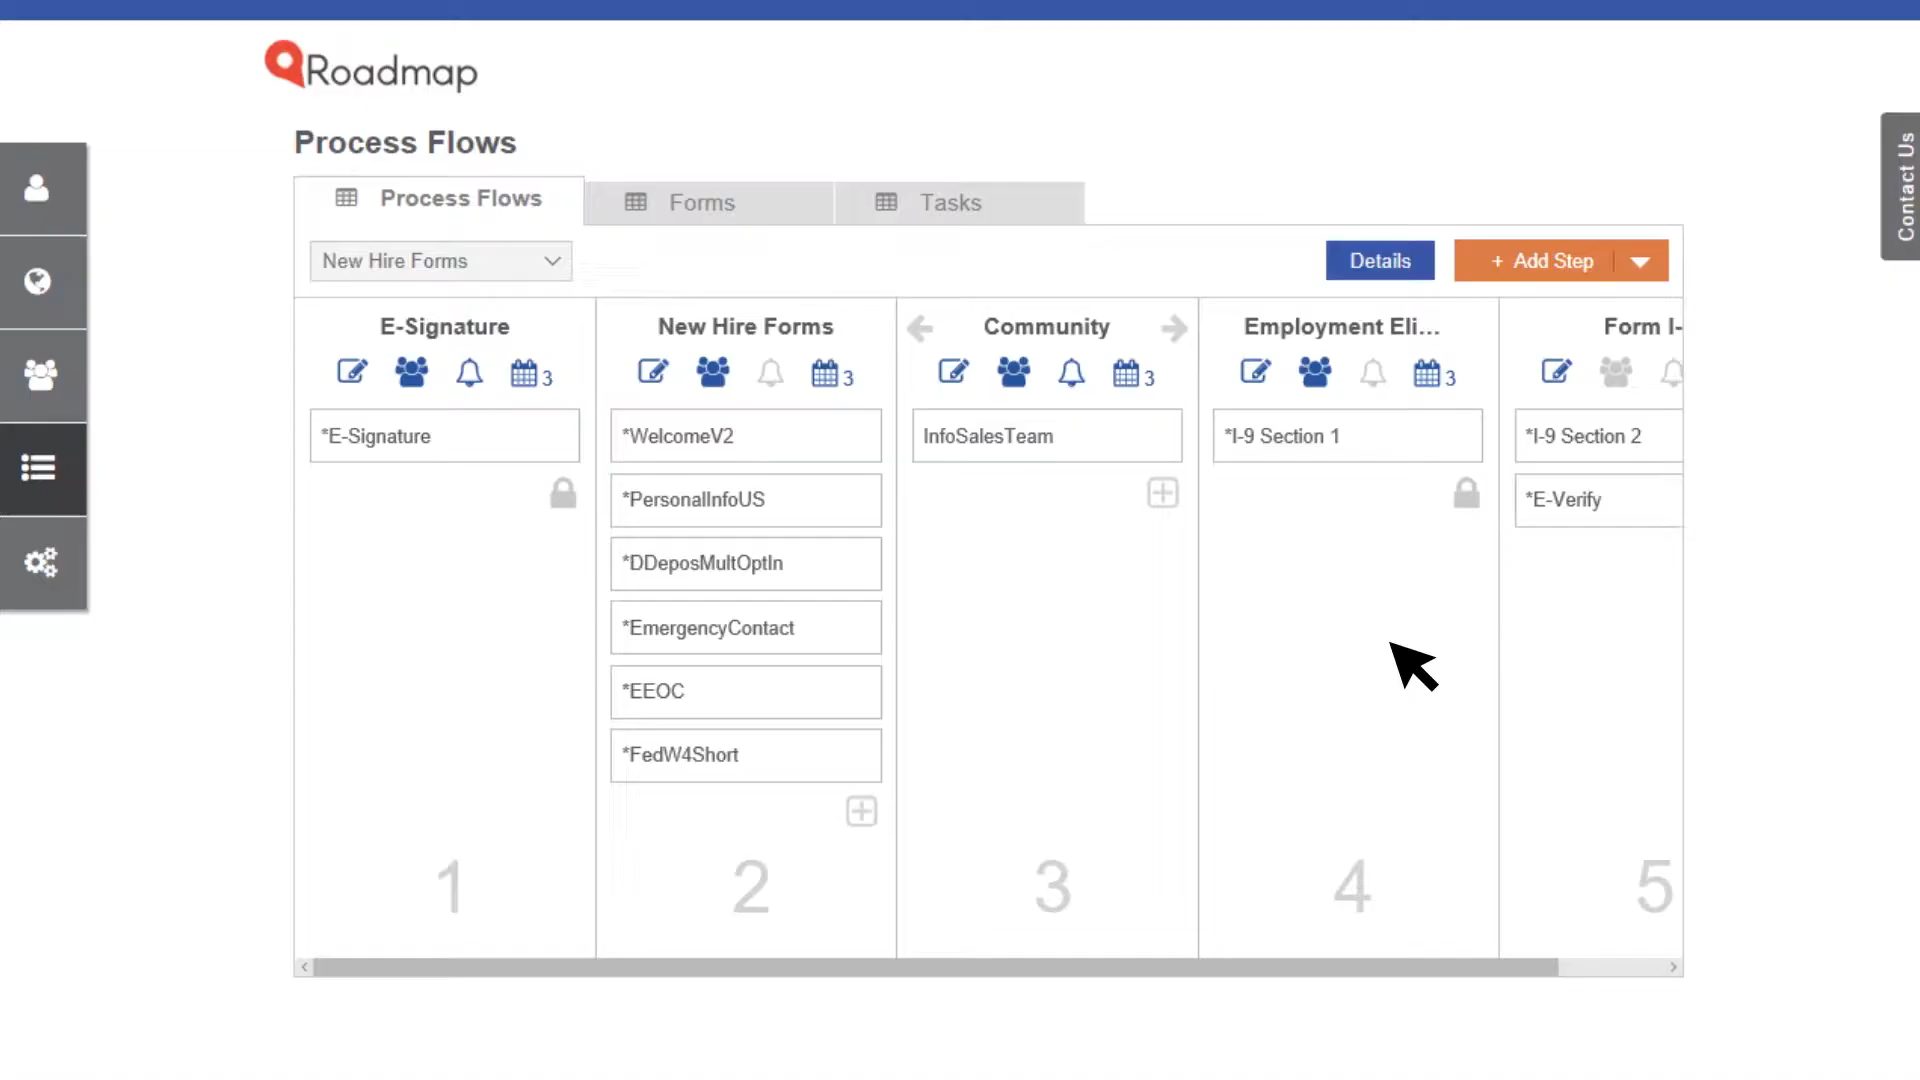 Roadmap
Contact Us
Process Flows
Process Flows
Forms
Tasks
New Hire Forms
Details
+ Add Step
E-Signature
New Hire Forms
Community
Employment Eli...
Form I-
3
3
3
3
*E-Signature
*WelcomeV2
InfoSalesTeam
*I-9 Section 1
*I-9 Section 2
*PersonalInfoUS
*E-Verify
*DDeposMultOptIn
*EmergencyContact
*EEOC
*FedW4Short
1
2
3
4
5